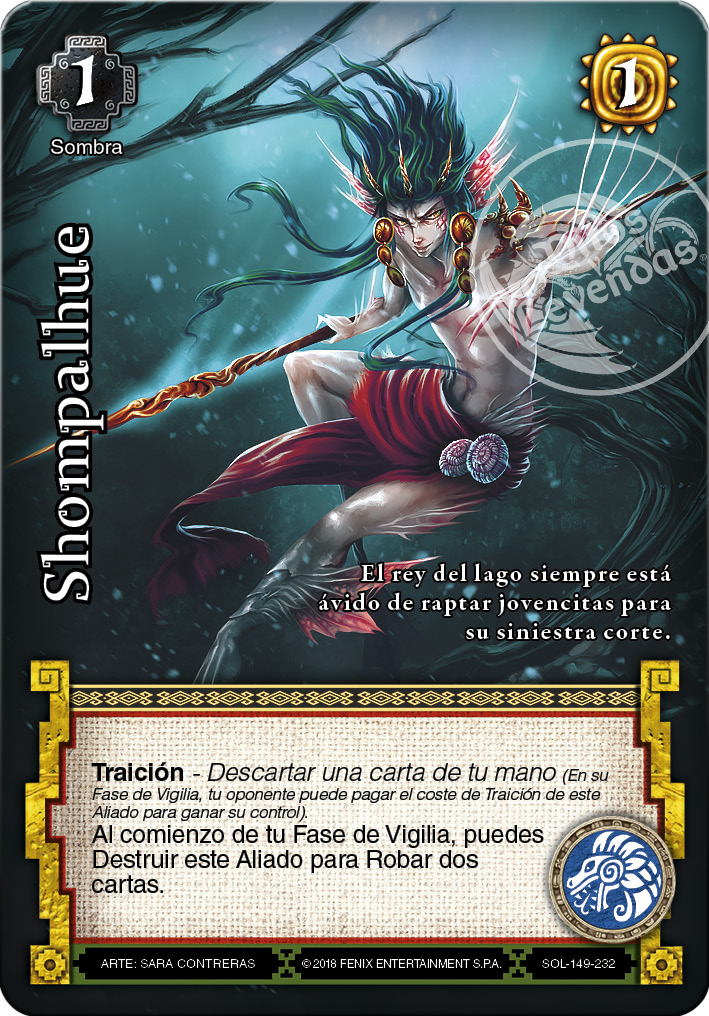 1
Sombra
1
Mitos
Leyendas
Shompalhue
El rey del lago siempre está
ávido de raptar jovencitas para
su siniestra corte.
Traición - Descartar una carta de tu mano (En su
Fase de Vigilia, tu oponente puede pagar el coste de Traición de este
Aliado para ganar su control).
Al comienzo de tu Fase de Vigilia, puedes
Destruir este Aliado para Robar dos
cartas.
ARTE: SARA CONTRERAS
©2018 FENIX ENTERTAINMENT S.P.A.
SOL-149-232